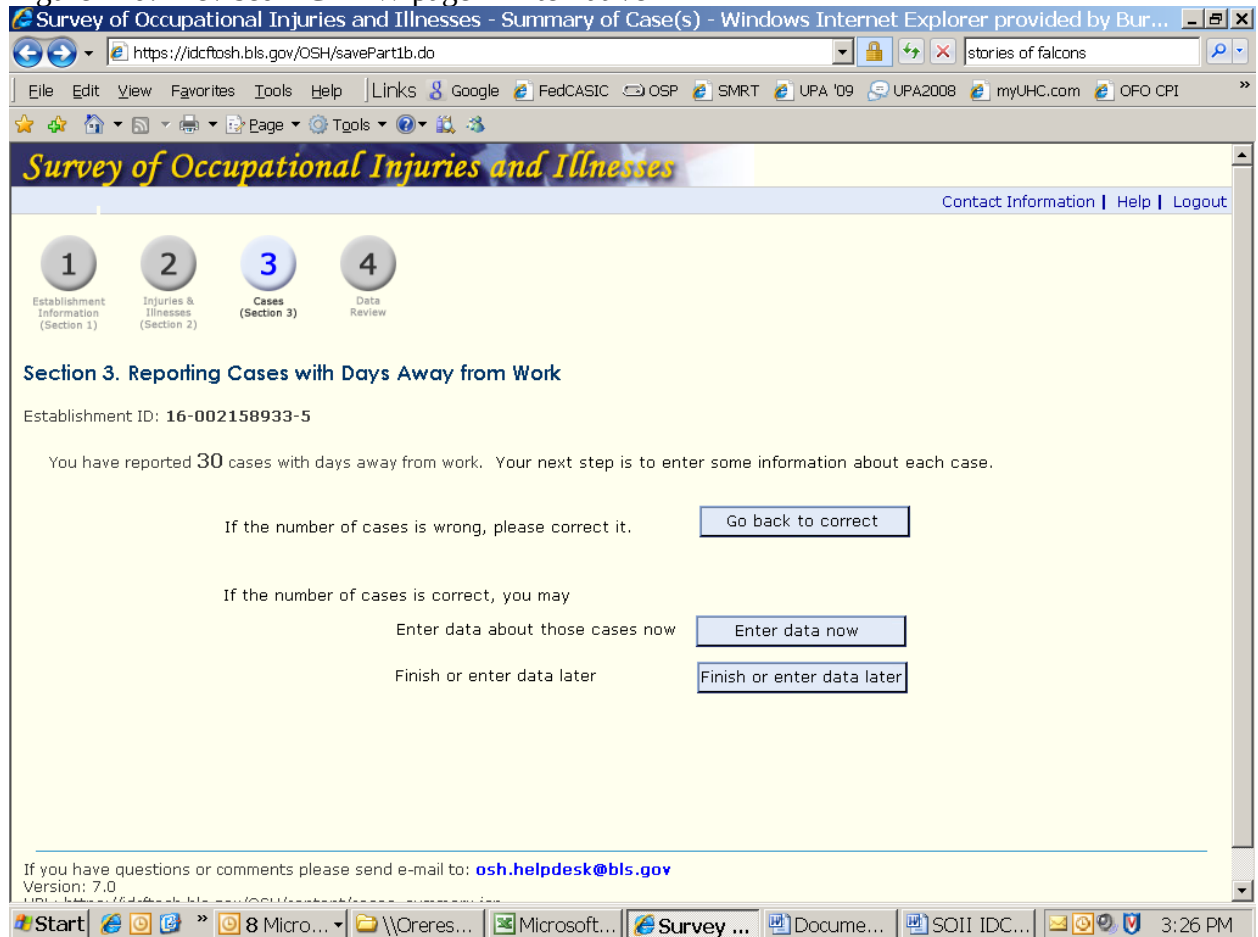 Survey of Occupational Injuries and Illnesses - Summary of Case(s) - Windows Internet Explorer provided by Bur...
https://idcftosh.bls.gov/OSH/savePart1b.do stories of falcons
File Edit View Favorites Tools Help Links Google FedCASIC OSP SMRT UPA '09 UPA2008 myUHC.com OFO CPI »
Page Tools
Survey of Occupational Injuries and Illnesses
Contact Information | Help | Logout
1 2 3 4
Establishment Information (Section 1) Injuries & Illnesses (Section 2) Cases (Section 3) Data Review
Section 3. Reporting Cases with Days Away from Work
Establishment ID: 16-002158933-5
You have reported 30 cases with days away from work. Your next step is to enter some information about each case.
If the number of cases is wrong, please correct it. Go back to correct
If the number of cases is correct, you may
Enter data about those cases now Enter data now
Finish or enter data later Finish or enter data later
If you have questions or comments please send e-mail to: osh.helpdesk@bls.gov
Version: 7.0
Start » 8 Micro... \\Oreres... Microsoft... Survey ... Docume... SOII IDC... 3:26 PM